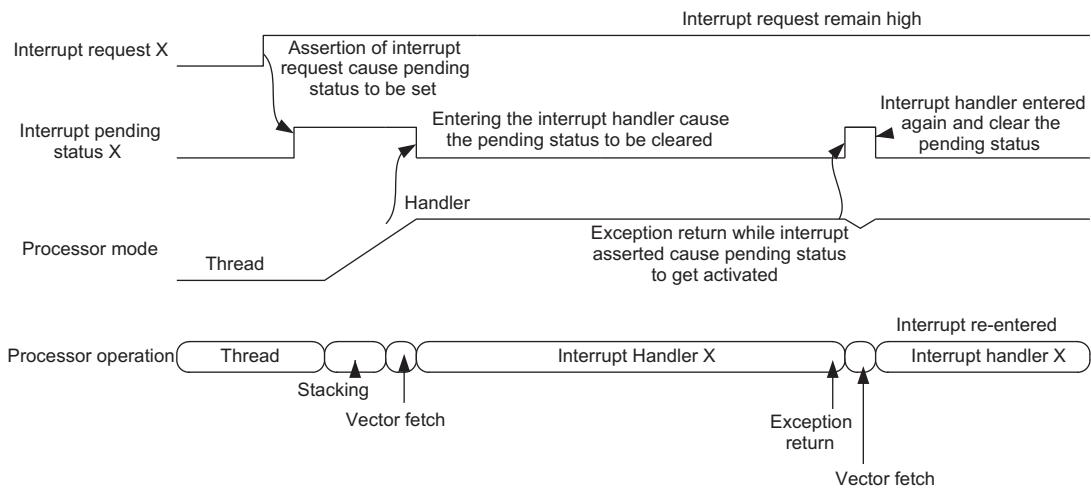 Interrupt request remain high
Interrupt request X
Assertion of interrupt
request cause pending
status to be set
Interrupt pending
status X
Entering the interrupt handler cause
the pending status to be cleared
Interrupt handler entered
again and clear the
pending status
Handler
Processor mode
Thread
Exception return while interrupt
asserted cause pending status
to get activated
Interrupt re-entered
Processor operation
Thread
Interrupt Handler X
Interrupt handler X
Stacking
Vector fetch
Exception
return
Vector fetch